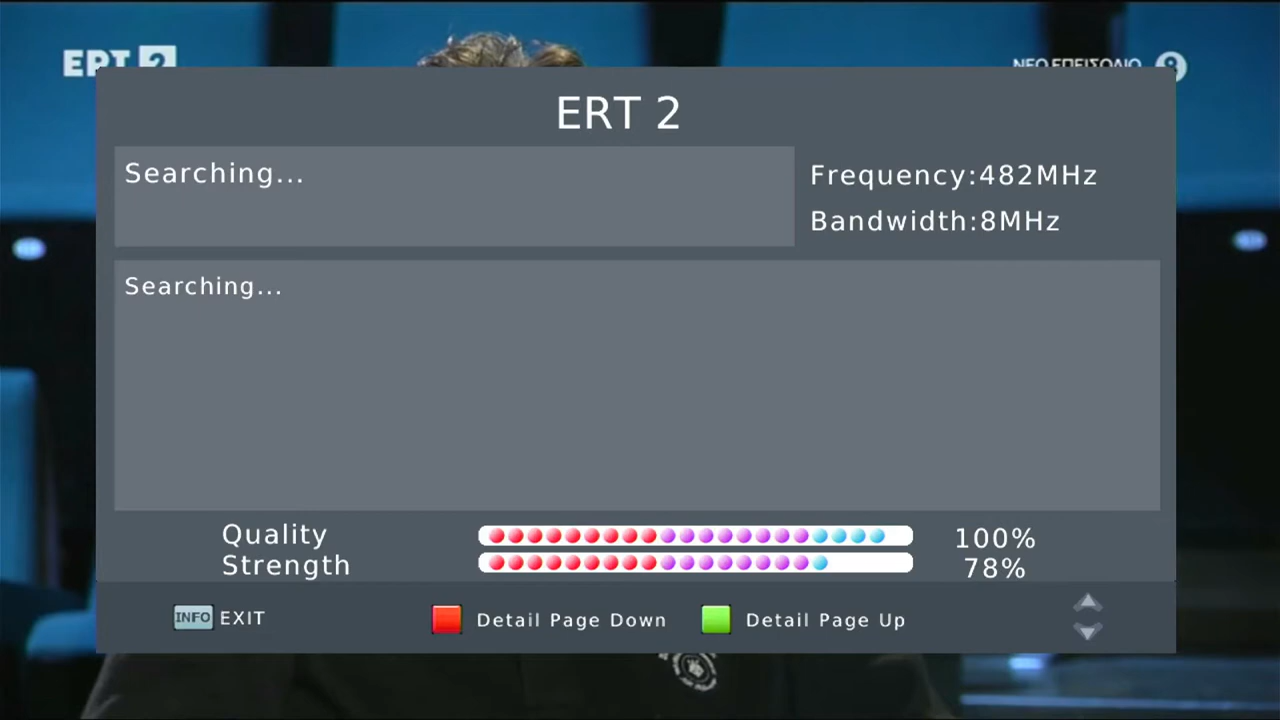 ΕΡΤ 2
ΝΕΟ ΕΠΕΙΣΟΔΙΟ
ERT 2
Searching...
Frequency:482MHz
Bandwidth:8MHz
Searching...
Quality 100%
Strength 78%
INFO EXIT Detail Page Down Detail Page Up